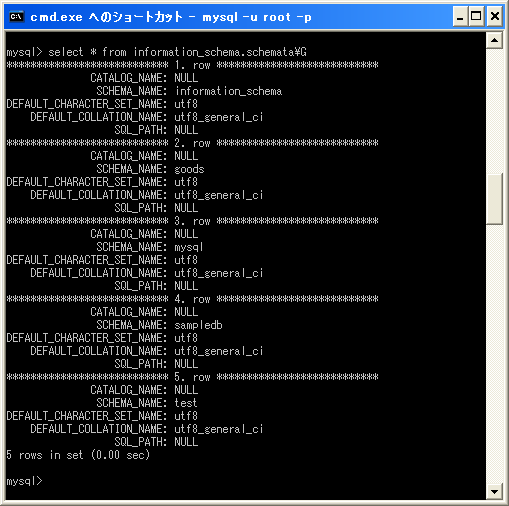 cmd.exe へのショートカット - mysql -u root -p
mysql> select * from information_schema.schemata¥G
*************************** 1. row ***************************
CATALOG_NAME: NULL
SCHEMA_NAME: information_schema
DEFAULT_CHARACTER_SET_NAME: utf8
DEFAULT_COLLATION_NAME: utf8_general_ci
SQL_PATH: NULL
*************************** 2. row ***************************
CATALOG_NAME: NULL
SCHEMA_NAME: goods
DEFAULT_CHARACTER_SET_NAME: utf8
DEFAULT_COLLATION_NAME: utf8_general_ci
SQL_PATH: NULL
*************************** 3. row ***************************
CATALOG_NAME: NULL
SCHEMA_NAME: mysql
DEFAULT_CHARACTER_SET_NAME: utf8
DEFAULT_COLLATION_NAME: utf8_general_ci
SQL_PATH: NULL
*************************** 4. row ***************************
CATALOG_NAME: NULL
SCHEMA_NAME: sampledb
DEFAULT_CHARACTER_SET_NAME: utf8
DEFAULT_COLLATION_NAME: utf8_general_ci
SQL_PATH: NULL
*************************** 5. row ***************************
CATALOG_NAME: NULL
SCHEMA_NAME: test
DEFAULT_CHARACTER_SET_NAME: utf8
DEFAULT_COLLATION_NAME: utf8_general_ci
SQL_PATH: NULL
5 rows in set (0.00 sec)
mysql>